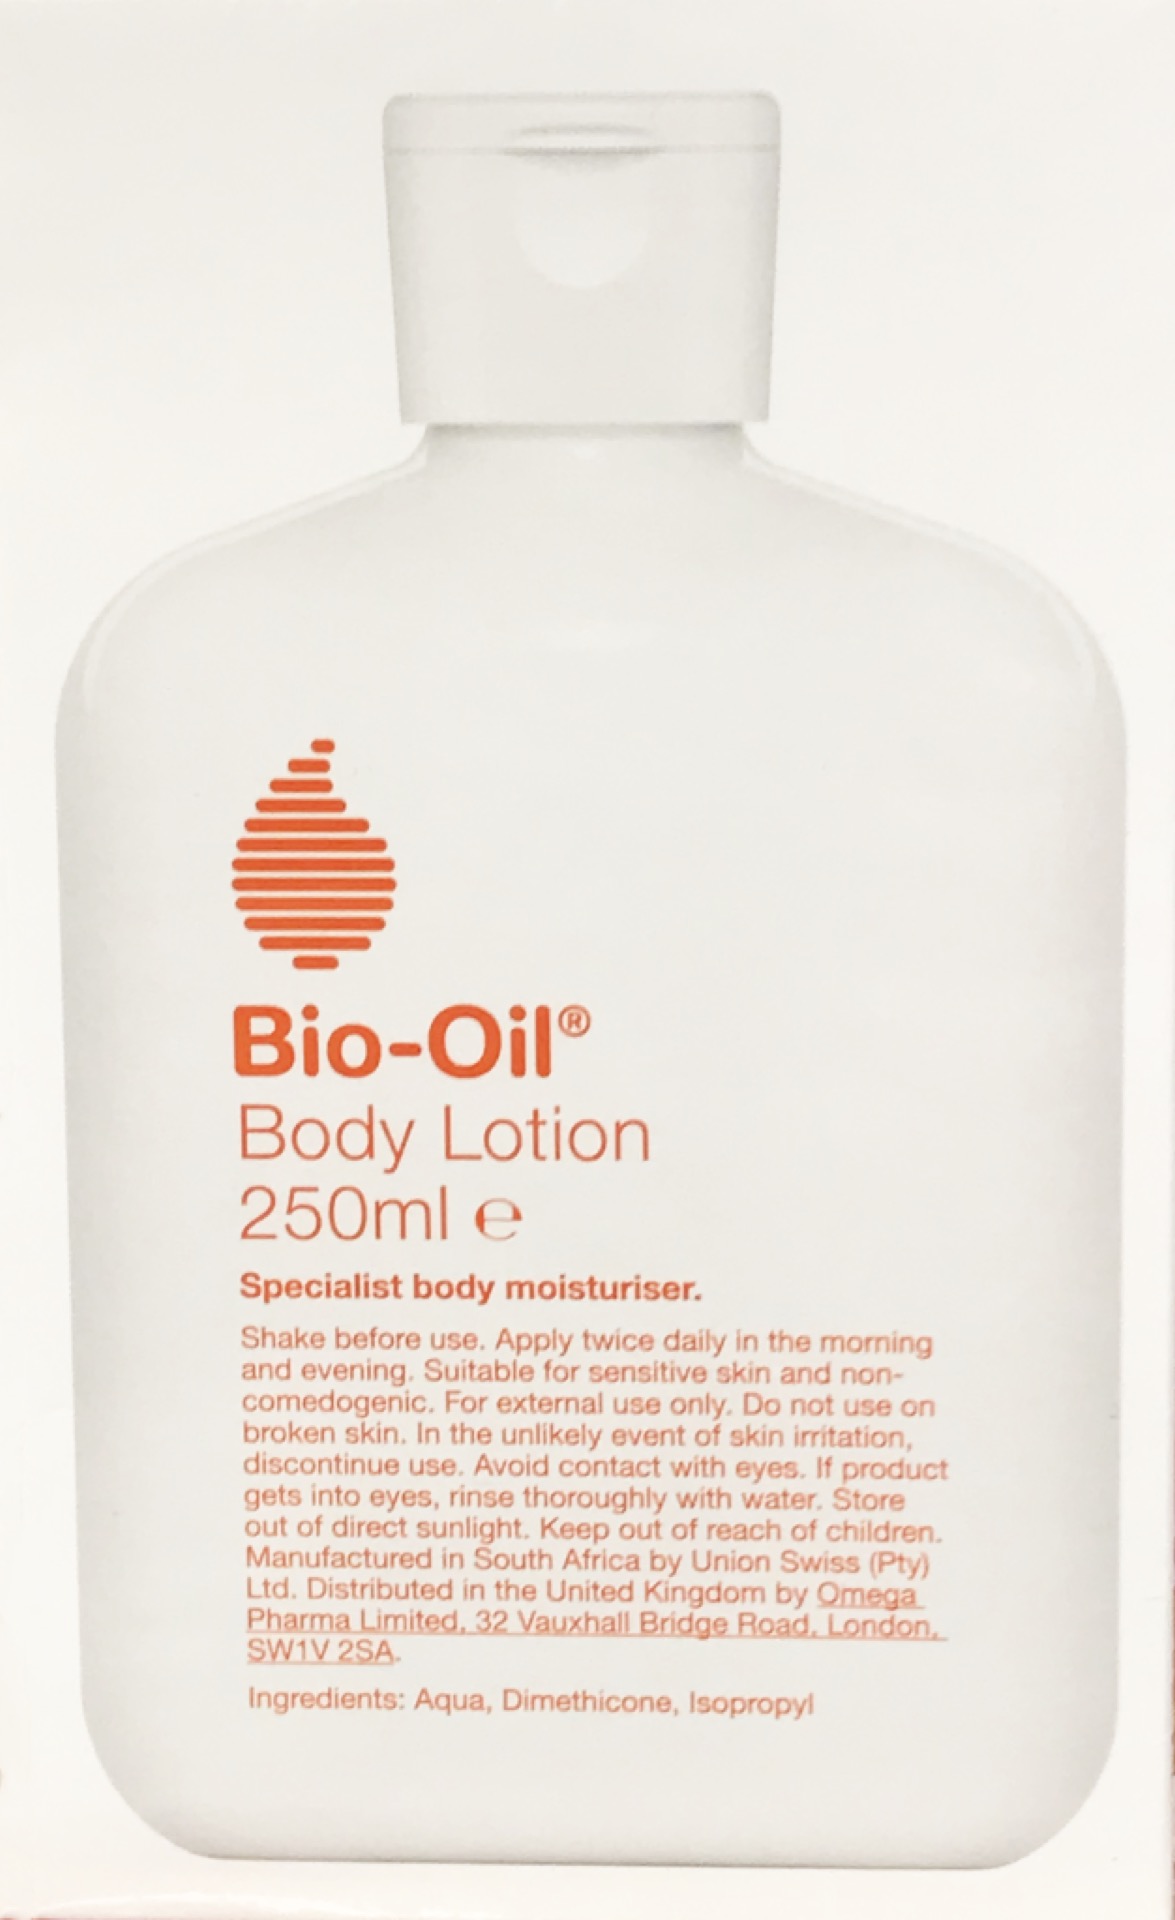 Bio-Oil®
Body Lotion
250ml ℮
Specialist body moisturiser.
Shake before use. Apply twice daily in the morning
and evening. Suitable for sensitive skin and non-
comedogenic. For external use only. Do not use on
broken skin. In the unlikely event of skin irritation,
discontinue use. Avoid contact with eyes. If product
gets into eyes, rinse thoroughly with water. Store
out of direct sunlight. Keep out of reach of children.
Manufactured in South Africa by Union Swiss (Pty)
Ltd. Distributed in the United Kingdom by Omega
Pharma Limited, 32 Vauxhall Bridge Road, London,
SW1V 2SA.
Ingredients: Aqua, Dimethicone, Isopropyl